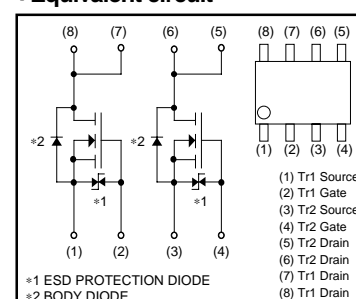 Equivalent circuit
(8) (7) (6) (5)
(8) (7) (6) (5)
*2 *2
*1 *1
(1) (2) (3) (4)
(1) (2) (3) (4)
(1) Tr1 Source
(2) Tr1 Gate
(3) Tr2 Source
(4) Tr2 Gate
(5) Tr2 Drain
(6) Tr2 Drain
(7) Tr1 Drain
(8) Tr1 Drain
*1 ESD PROTECTION DIODE
*2 BODY DIODE